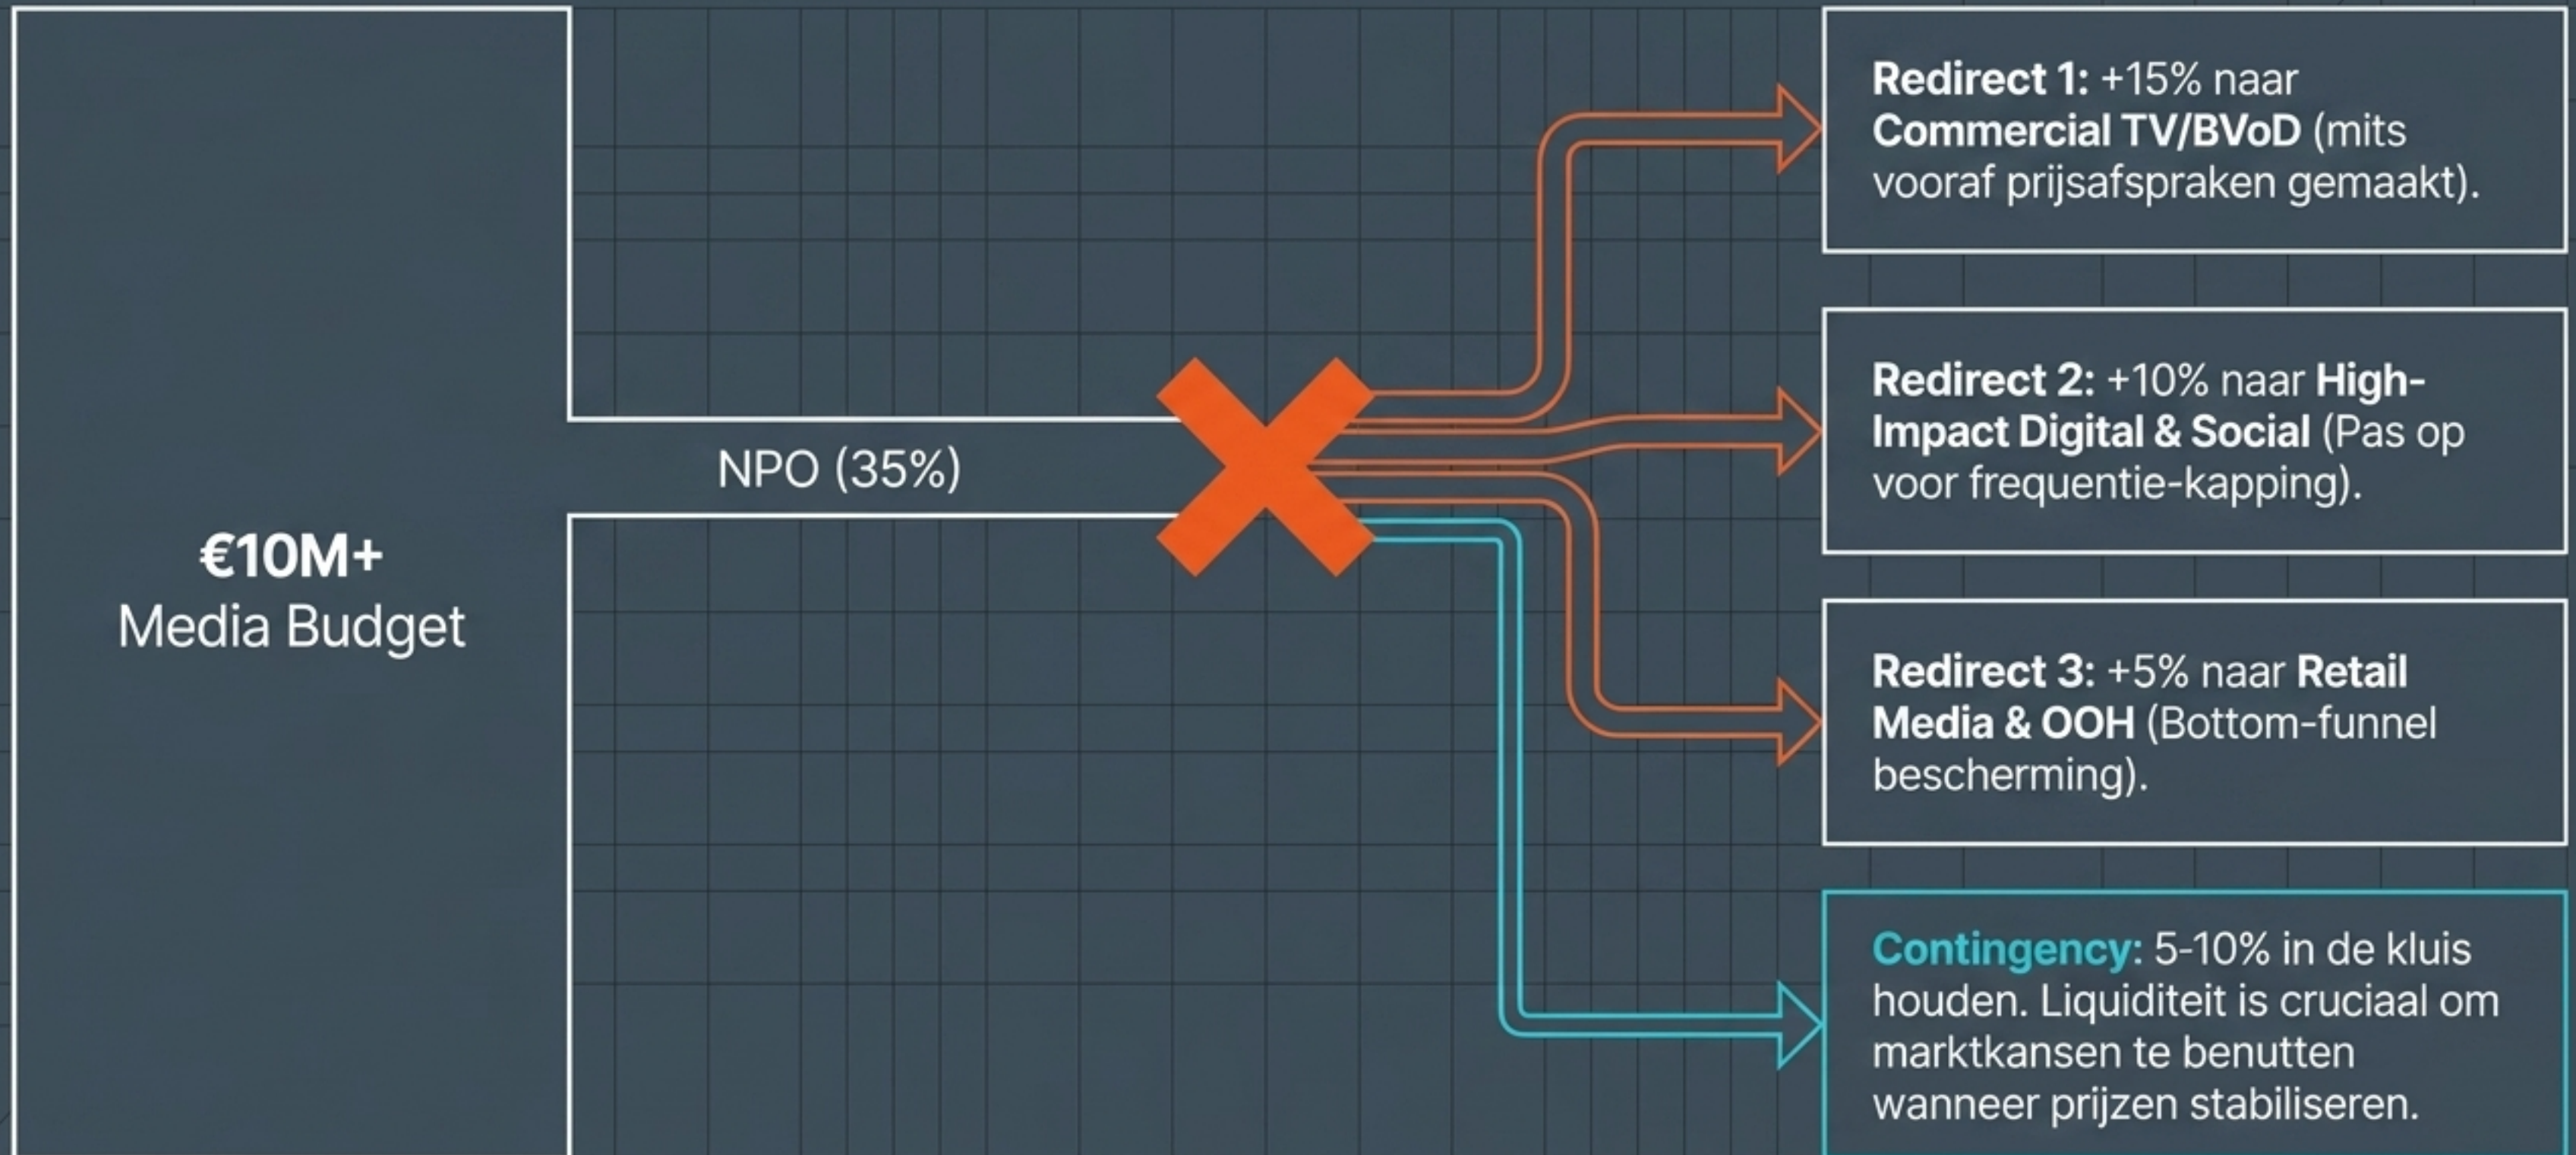 €10M+
Media Budget
NPO (35%)
Redirect 1: +15% naar
Commercial TV/BVoD (mits
vooraf prijsafspraken gemaakt).
Redirect 2: +10% naar High-
Impact Digital & Social (Pas op
voor frequentie-kapping).
Redirect 3: +5% naar Retail
Media & OOH (Bottom-funnel
bescherming).
Contingency: 5-10% in de kluis
houden. Liquiditeit is cruciaal om
marktkansen te benutten
wanneer prijzen stabiliseren.